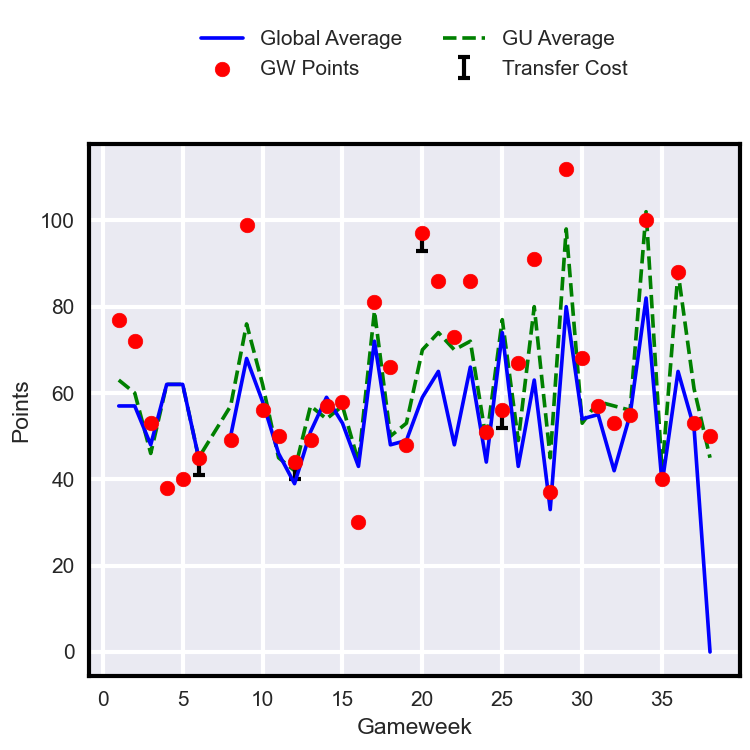 Global Average
GU Average
GW Points
Transfer Cost
Points
100
80
60
40
20
0
0 5 10 15 20 25 30 35
Gameweek